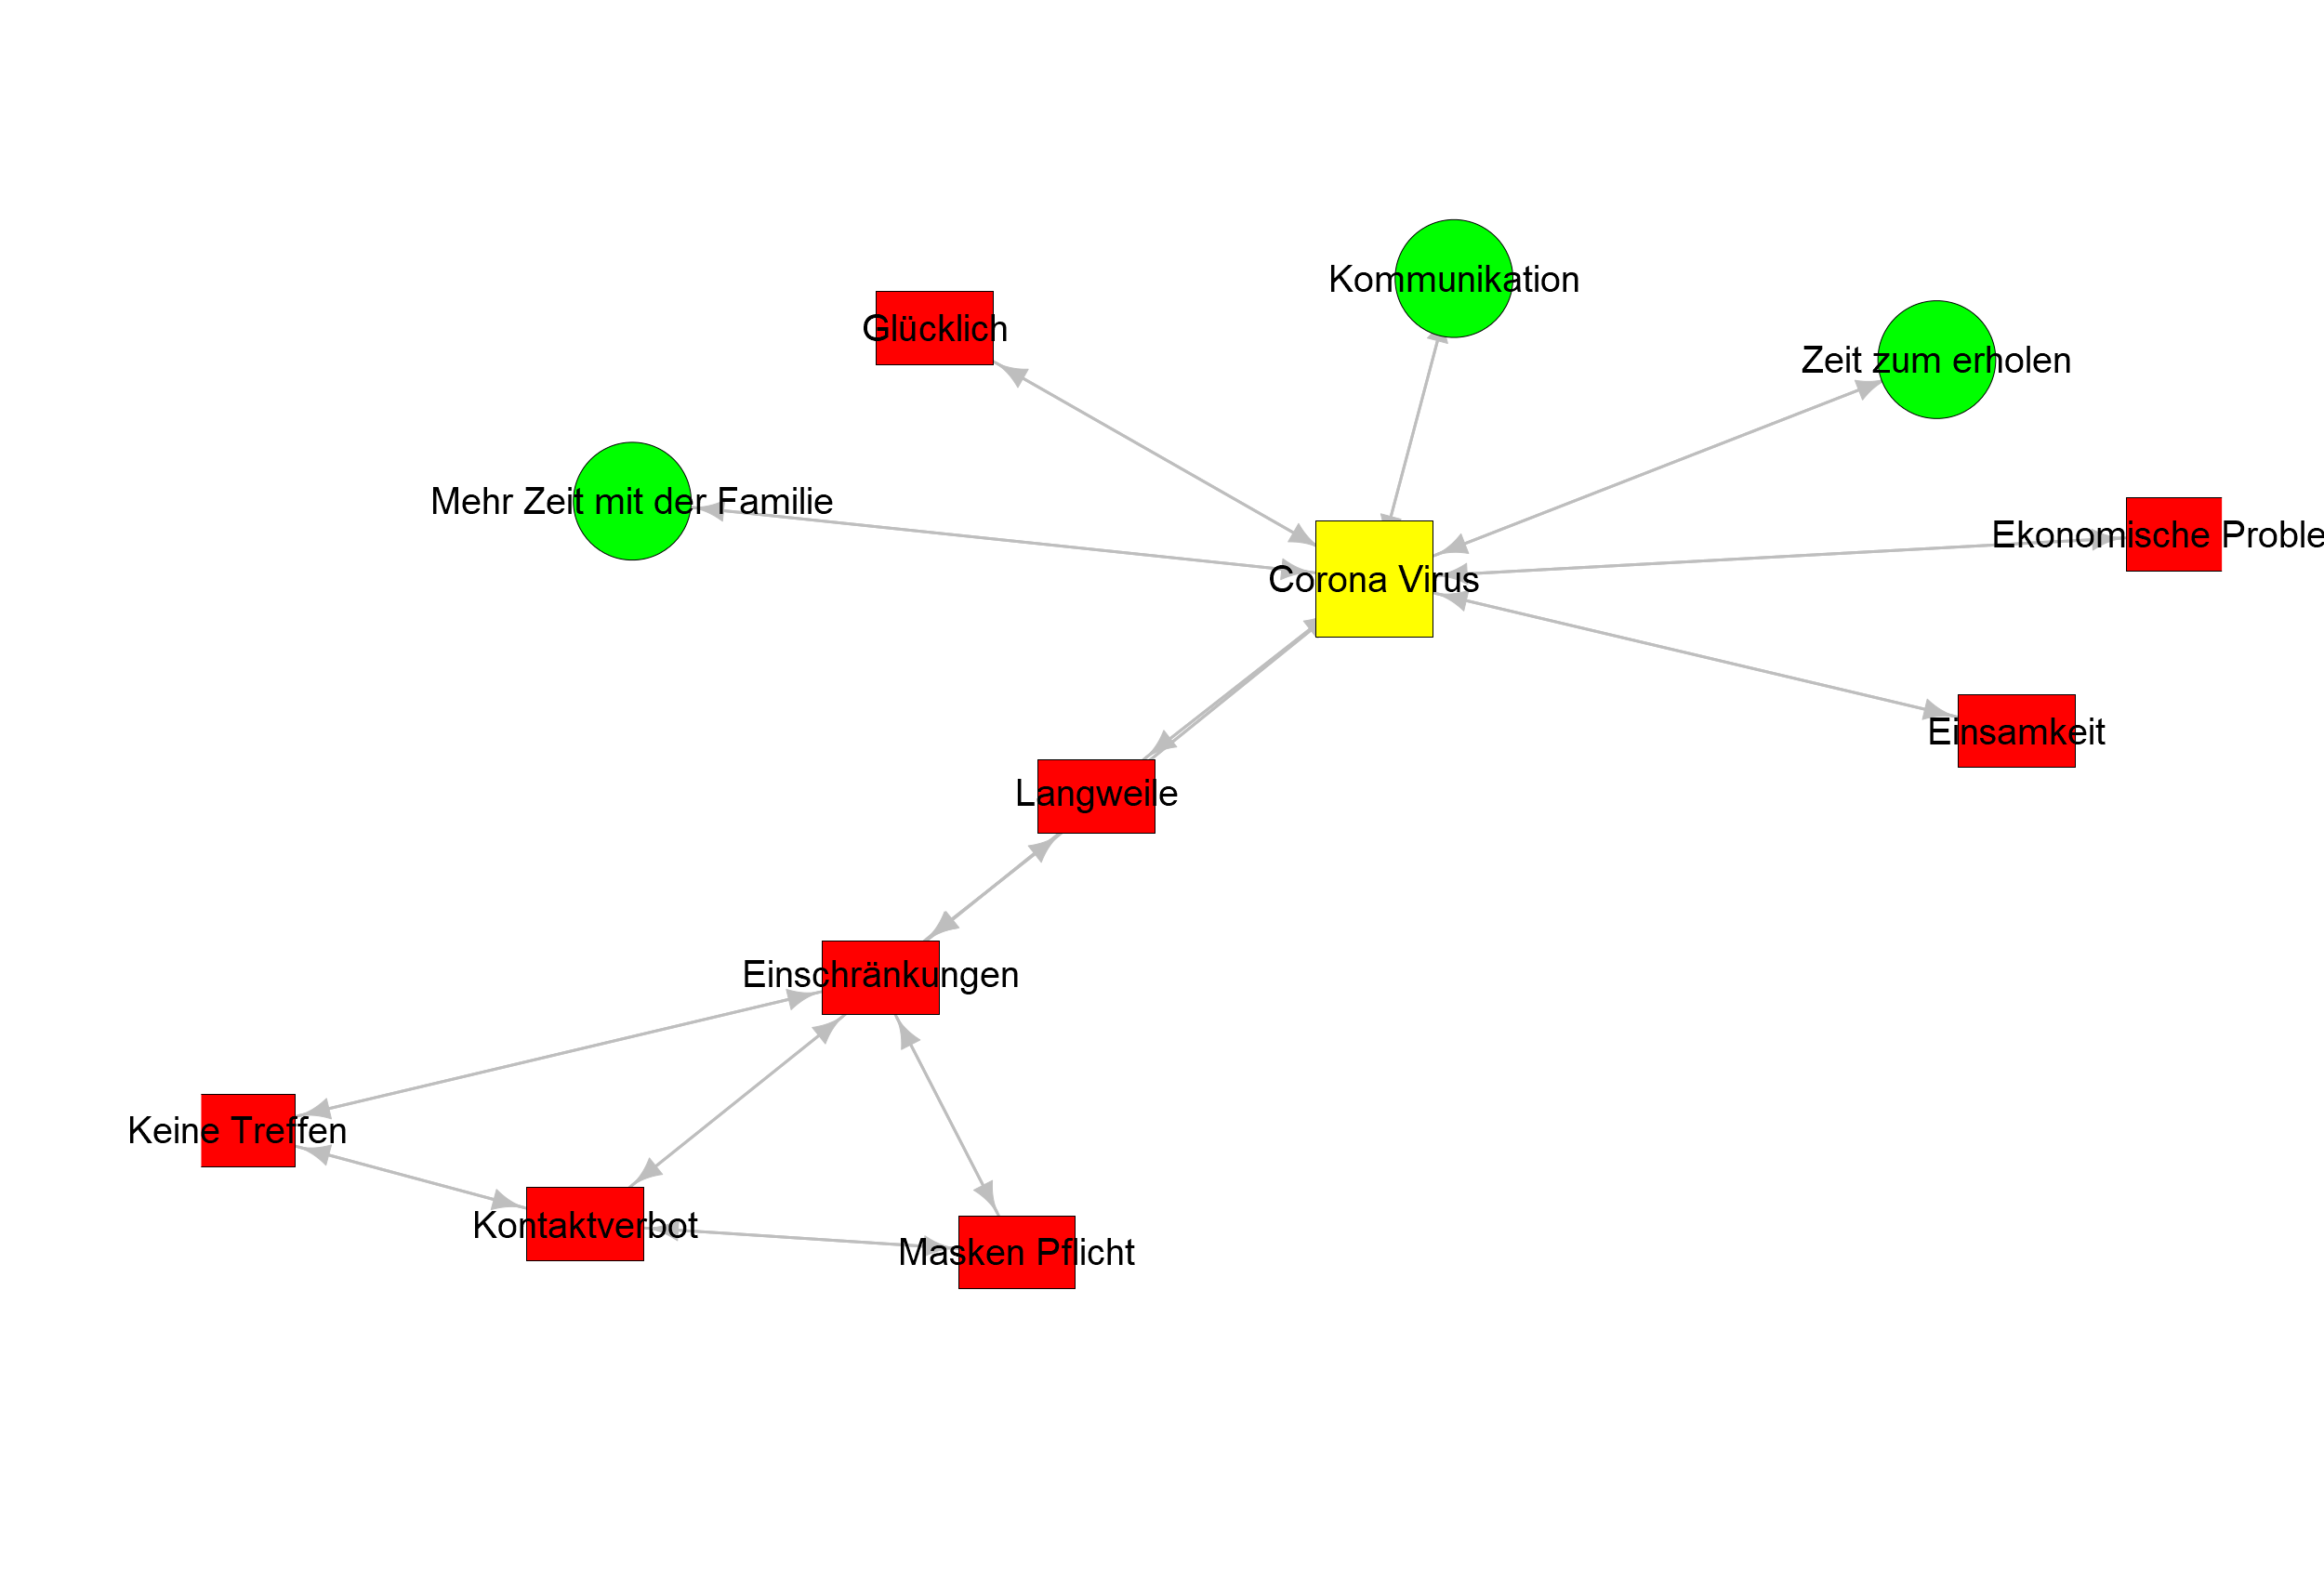 Kommunikation
Glücklich
Zeit zum erholen
Mehr Zeit mit der Familie
Ekonomische Proble
Corona Virus
Einsamkeit
Langweile
Einschränkungen
Keine Treffen
Kontaktverbot
Masken Pflicht